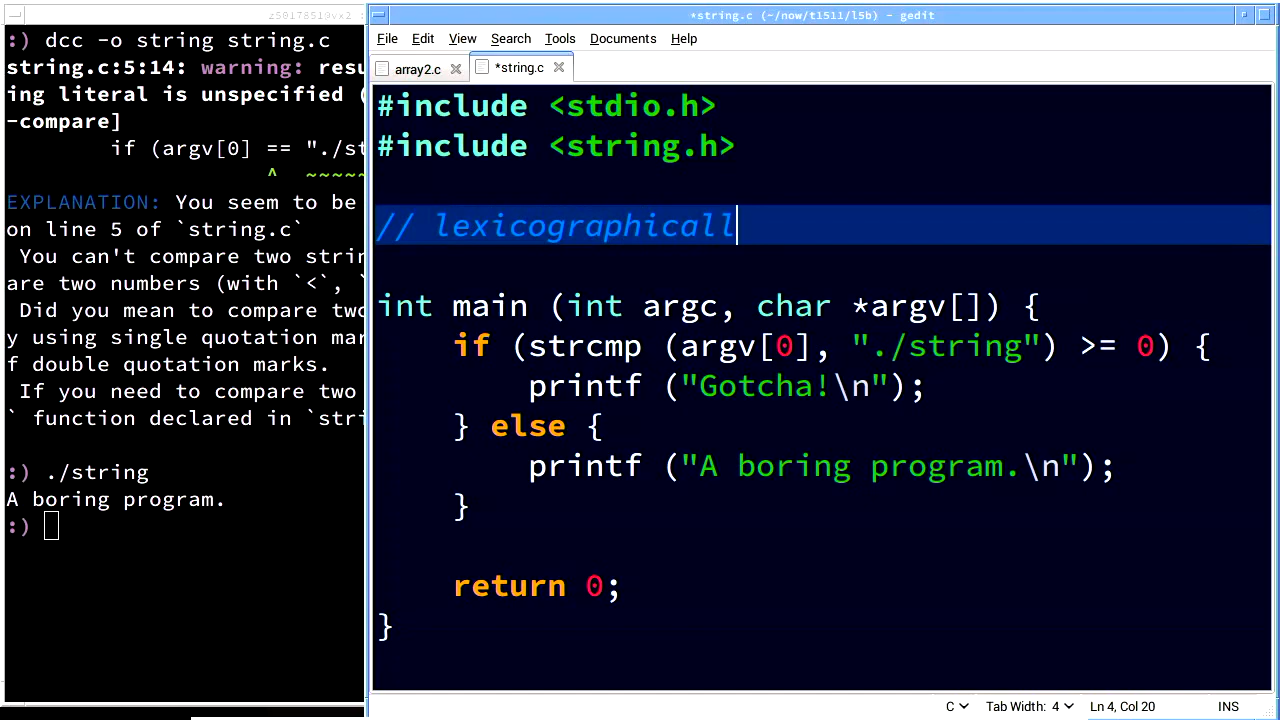 z5017851@vx2
:) dcc -o string string.c
string.c:5:14: warning: resu
ing literal is unspecified (
-compare]
if (argv[0] == "./st
^ ~~~~~
EXPLANATION: You seem to be
on line 5 of `string.c`
You can't compare two strin
are two numbers (with `<`, `
Did you mean to compare two
y using single quotation mar
f double quotation marks.
If you need to compare two
` function declared in `stri
:) ./string
A boring program.
:)
*string.c (~/now/t1511/l5b) - gedit
File Edit View Search Tools Documents Help
array2.c *string.c
#include <stdio.h>
#include <string.h>
// lexicographicall
int main (int argc, char *argv[]) {
if (strcmp (argv[0], "./string") >= 0) {
printf ("Gotcha!\n");
} else {
printf ("A boring program.\n");
}
return 0;
}
C Tab Width: 4 Ln 4, Col 20 INS